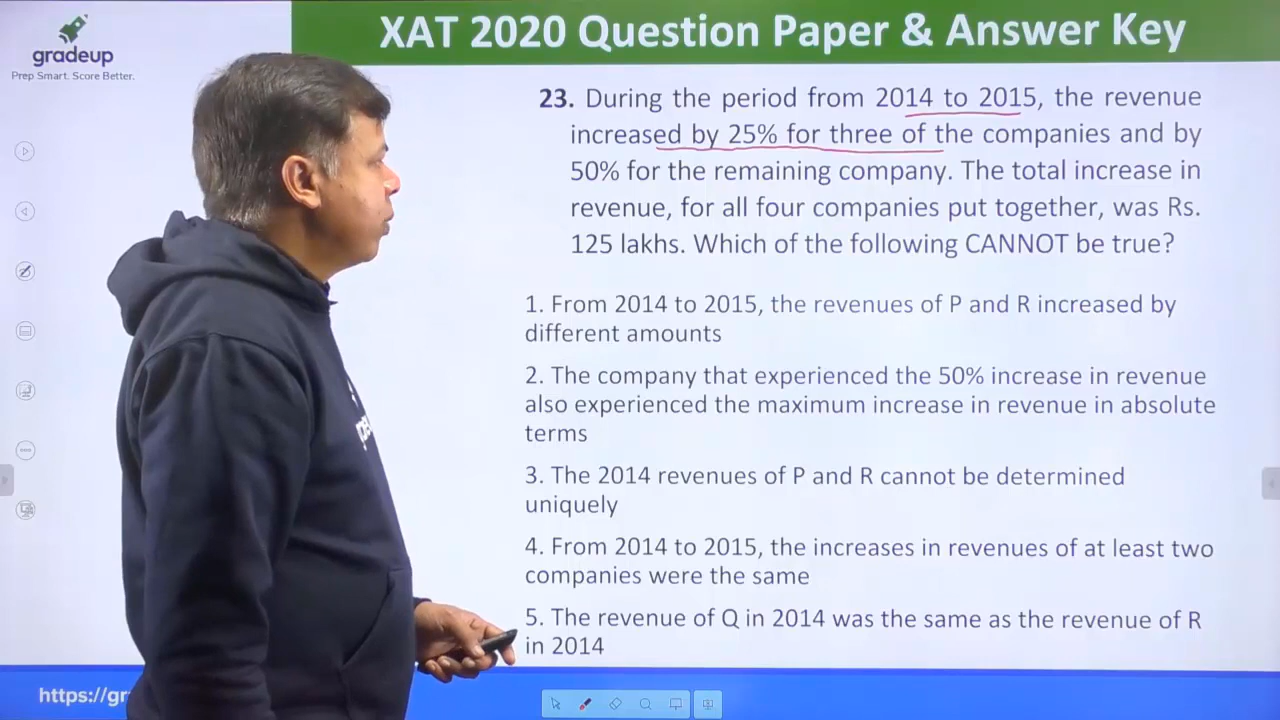 XAT 2020 Question Paper & Answer Key
gradeup
Prep Smart. Score Better.
23. During the period from 2014 to 2015, the revenue
increased by 25% for three of the companies and by
50% for the remaining company. The total increase in
revenue, for all four companies put together, was Rs.
125 lakhs. Which of the following CANNOT be true?
1. From 2014 to 2015, the revenues of P and R increased by
different amounts
2. The company that experienced the 50% increase in revenue
also experienced the maximum increase in revenue in absolute
terms
3. The 2014 revenues of P and R cannot be determined
uniquely
4. From 2014 to 2015, the increases in revenues of at least two
companies were the same
5. The revenue of Q in 2014 was the same as the revenue of R
in 2014
https://gr